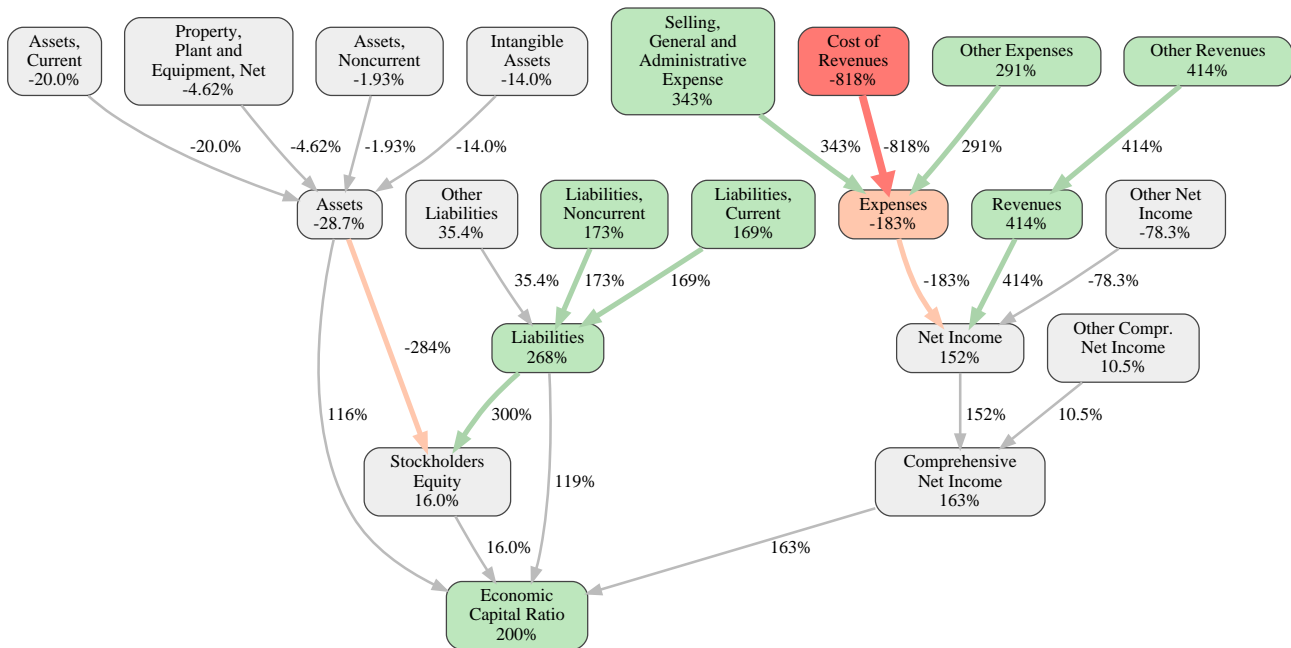 Assets,
Current
-20.0%
Property,
Plant and
Equipment, Net
-4.62%
Assets,
Noncurrent
-1.93%
Intangible
Assets
-14.0%
Selling,
General and
Administrative
Expense
343%
Cost of
Revenues
-818%
Other Expenses
291%
Other Revenues
414%
-20.0%
-4.62%
-1.93%
-14.0%
343%
-818%
291%
414%
Assets
-28.7%
Other
Liabilities
35.4%
Liabilities,
Noncurrent
173%
Liabilities,
Current
169%
Expenses
-183%
Revenues
414%
Other Net
Income
-78.3%
35.4%
173%
169%
-183%
414%
-78.3%
-284%
Liabilities
268%
Net Income
152%
Other Compr.
Net Income
10.5%
116%
300%
152%
10.5%
Stockholders
Equity
16.0%
119%
Comprehensive
Net Income
163%
16.0%
163%
Economic
Capital Ratio
200%